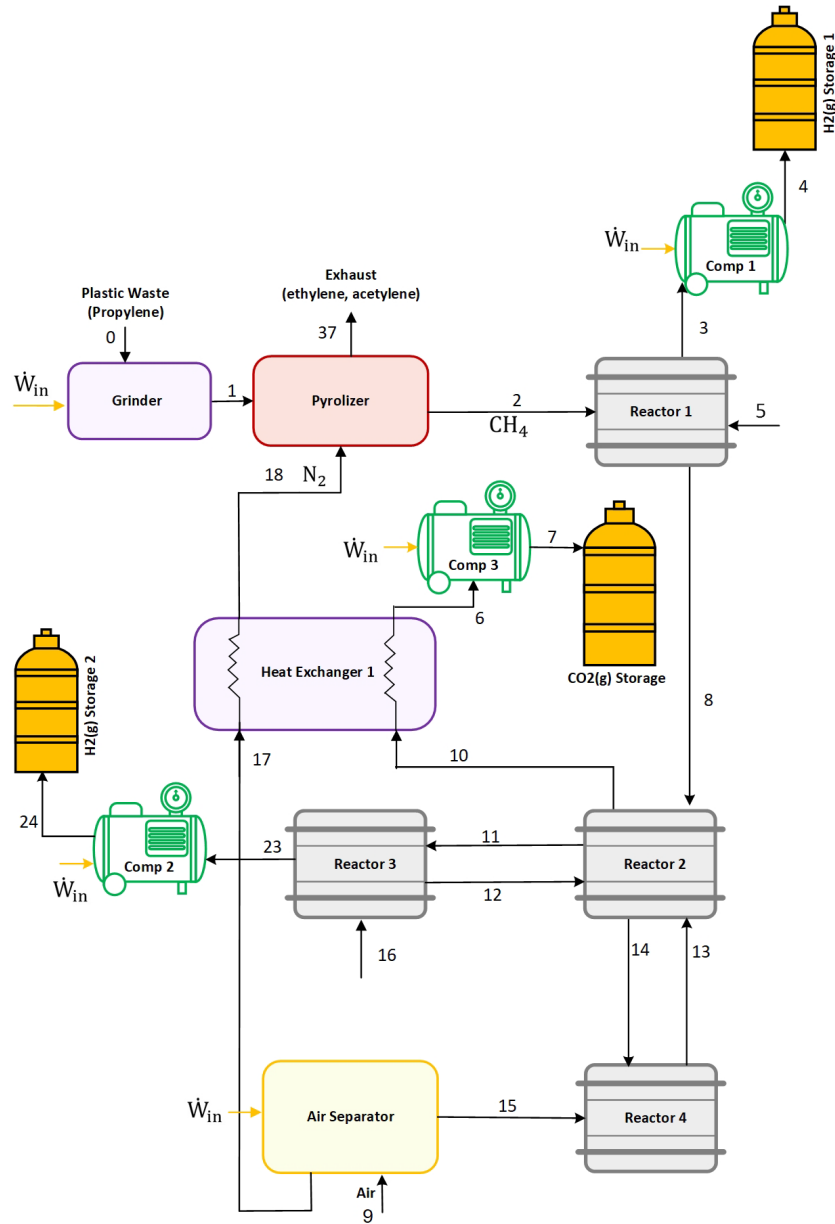 H2(g) Storage 1
4
Ẇin
Comp 1
3
Plastic Waste
(Propylene)
0
Exhaust
(ethylene, acetylene)
37
Ẇin
Grinder
1
Pyrolizer
2
CH4
Reactor 1
5
18
N2
Ẇin
Comp 3
7
6
CO2(g) Storage
Heat Exchanger 1
H2(g) Storage 2
8
17
10
24
Comp 2
Ẇin
23
Reactor 3
11
12
Reactor 2
16
14
13
Ẇin
Air Separator
15
Reactor 4
Air
9